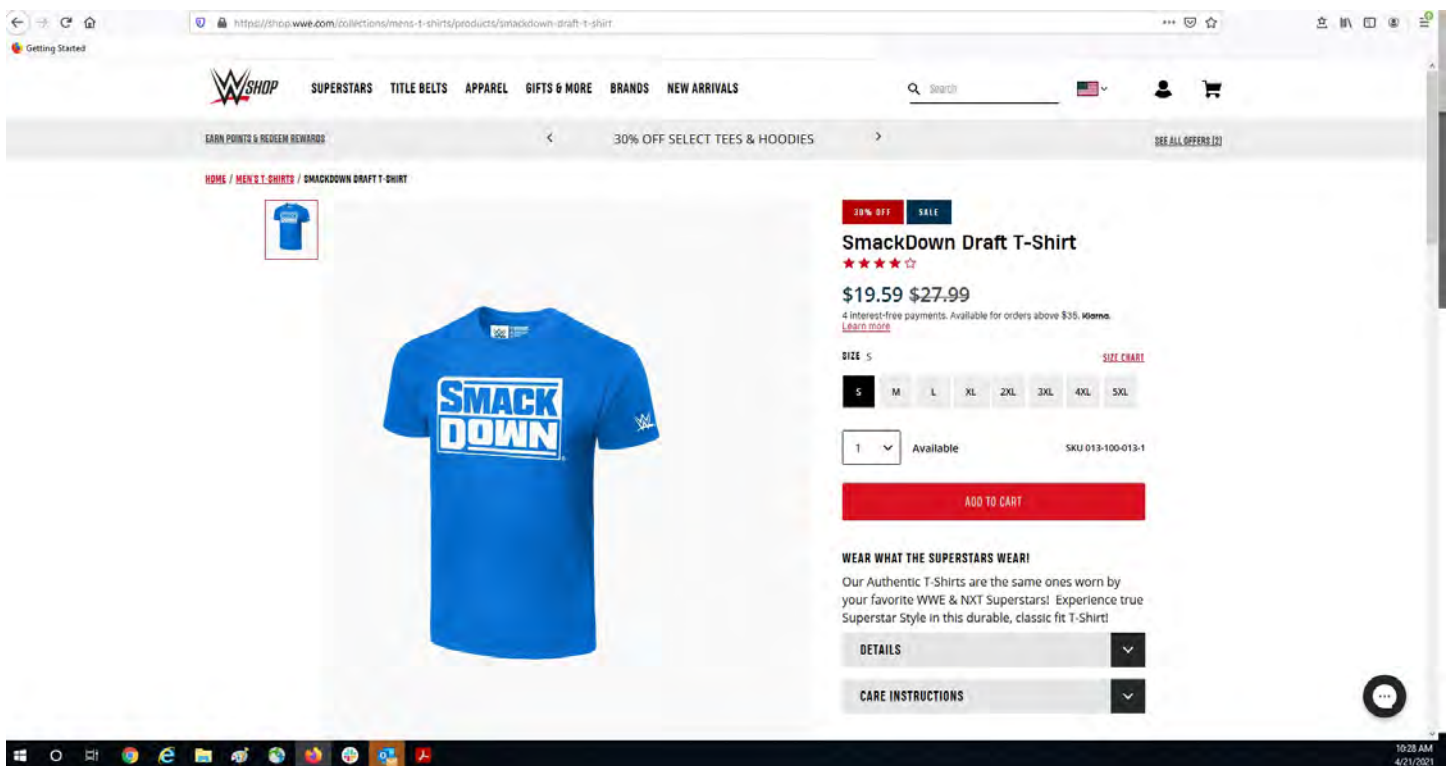 https://shop.wwe.com/collections/mens-t-shirts/products/smackdown-draft-t-shirt
Getting Started
WSHOP SUPERSTARS TITLE BELTS APPAREL GIFTS & MORE BRANDS NEW ARRIVALS Search
EARN POINTS & REDEEM REWARDS 30% OFF SELECT TEES & HOODIES SEE ALL OFFERS (2)
HOME / MEN'S T-SHIRTS / SMACKDOWN DRAFT T-SHIRT
30% OFF SALE
SmackDown Draft T-Shirt
$19.59 $27.99
4 interest-free payments. Available for orders above $35. Klarna.
Learn more
SIZE S SIZE CHART
S M L XL 2XL 3XL 4XL 5XL
1 Available SKU 013-100-013-1
ADD TO CART
WEAR WHAT THE SUPERSTARS WEAR!
Our Authentic T-Shirts are the same ones worn by
your favorite WWE & NXT Superstars! Experience true
Superstar Style in this durable, classic fit T-Shirt!
DETAILS
CARE INSTRUCTIONS
SMACK
DOWN
W
10:28 AM
4/21/2021